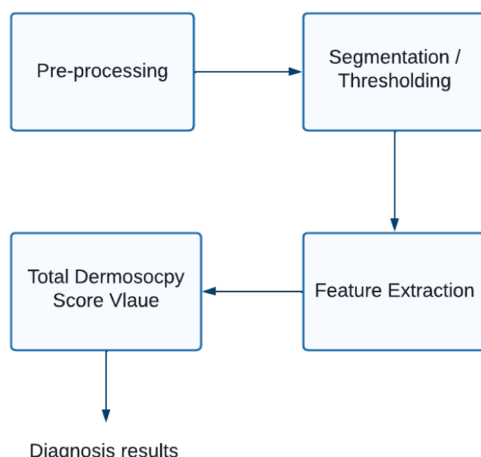 Pre-processing
Segmentation /
Thresholding
Feature Extraction
Total Dermosocpy
Score Vlaue
Diagnosis results